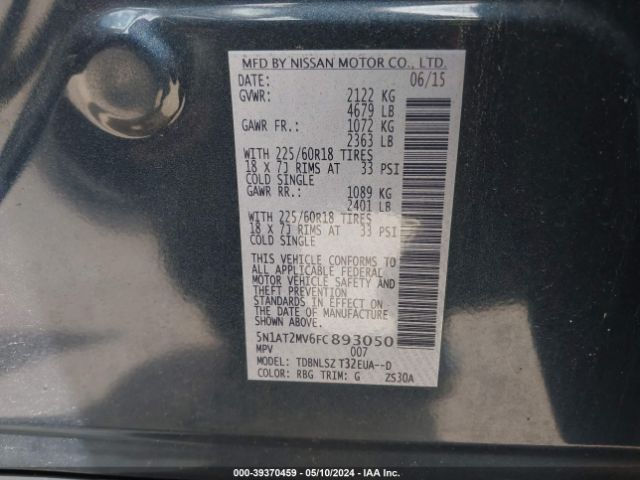 MFD BY NISSAN MOTOR CO., LTD.
DATE: 06/15
GVWR: 2122 KG
4679 LB
GAWR FR.: 1072 KG
2363 LB
WITH 225/60R18 TIRES
18 X 7J RIMS AT 33 PSI
COLD SINGLE
GAWR RR.: 1089 KG
2401 LB
WITH 225/60R18 TIRES
18 X 7J RIMS AT 33 PSI
COLD SINGLE
THIS VEHICLE CONFORMS TO
ALL APPLICABLE FEDERAL
MOTOR VEHICLE SAFETY AND
THEFT PREVENTION
STANDARDS IN EFFECT ON
THE DATE OF MANUFACTURE
SHOWN ABOVE.
5N1AT2MV6FC893050
MPV 007
MODEL: TDBNLSZ T32EUA--D
COLOR: RBG TRIM: G ZS30A
000-39370459 - 05/10/2024 - IAA Inc.